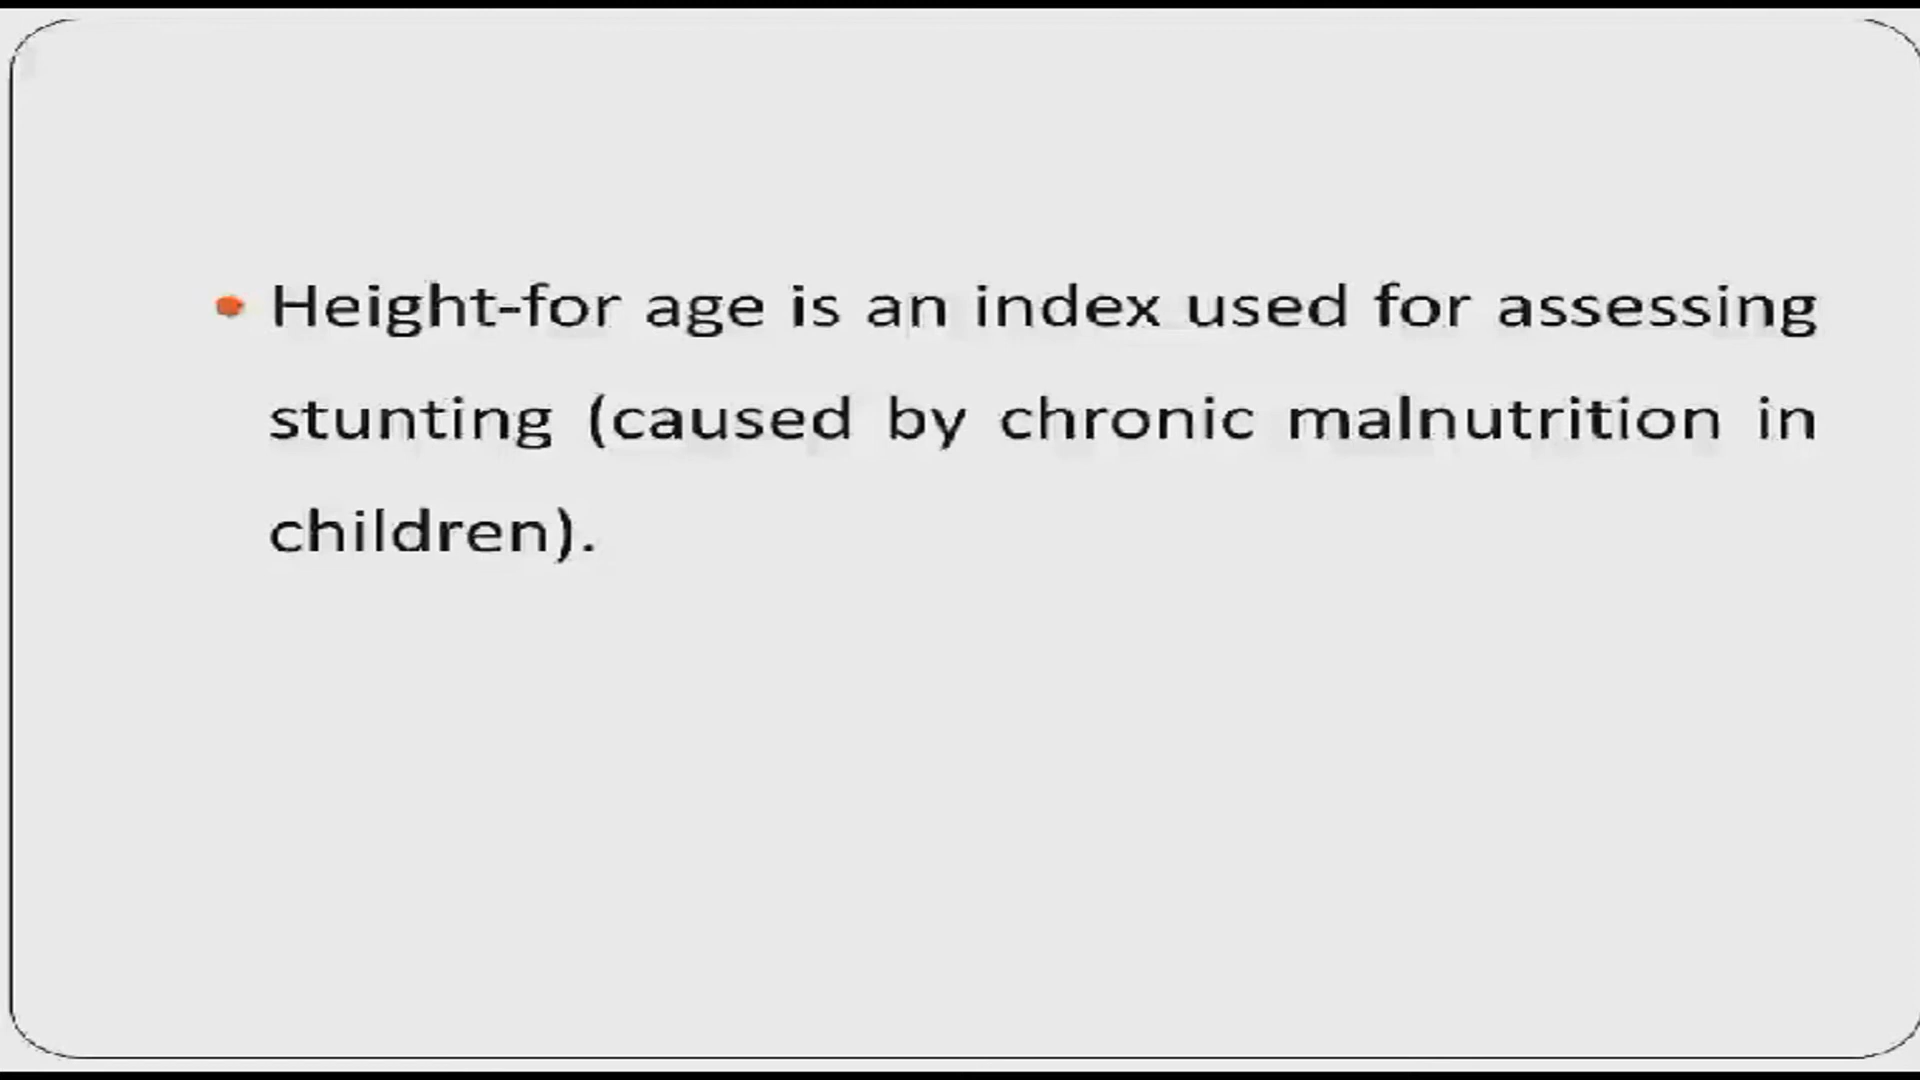 • Height-for age is an index used for assessing
stunting (caused by chronic malnutrition in
children).